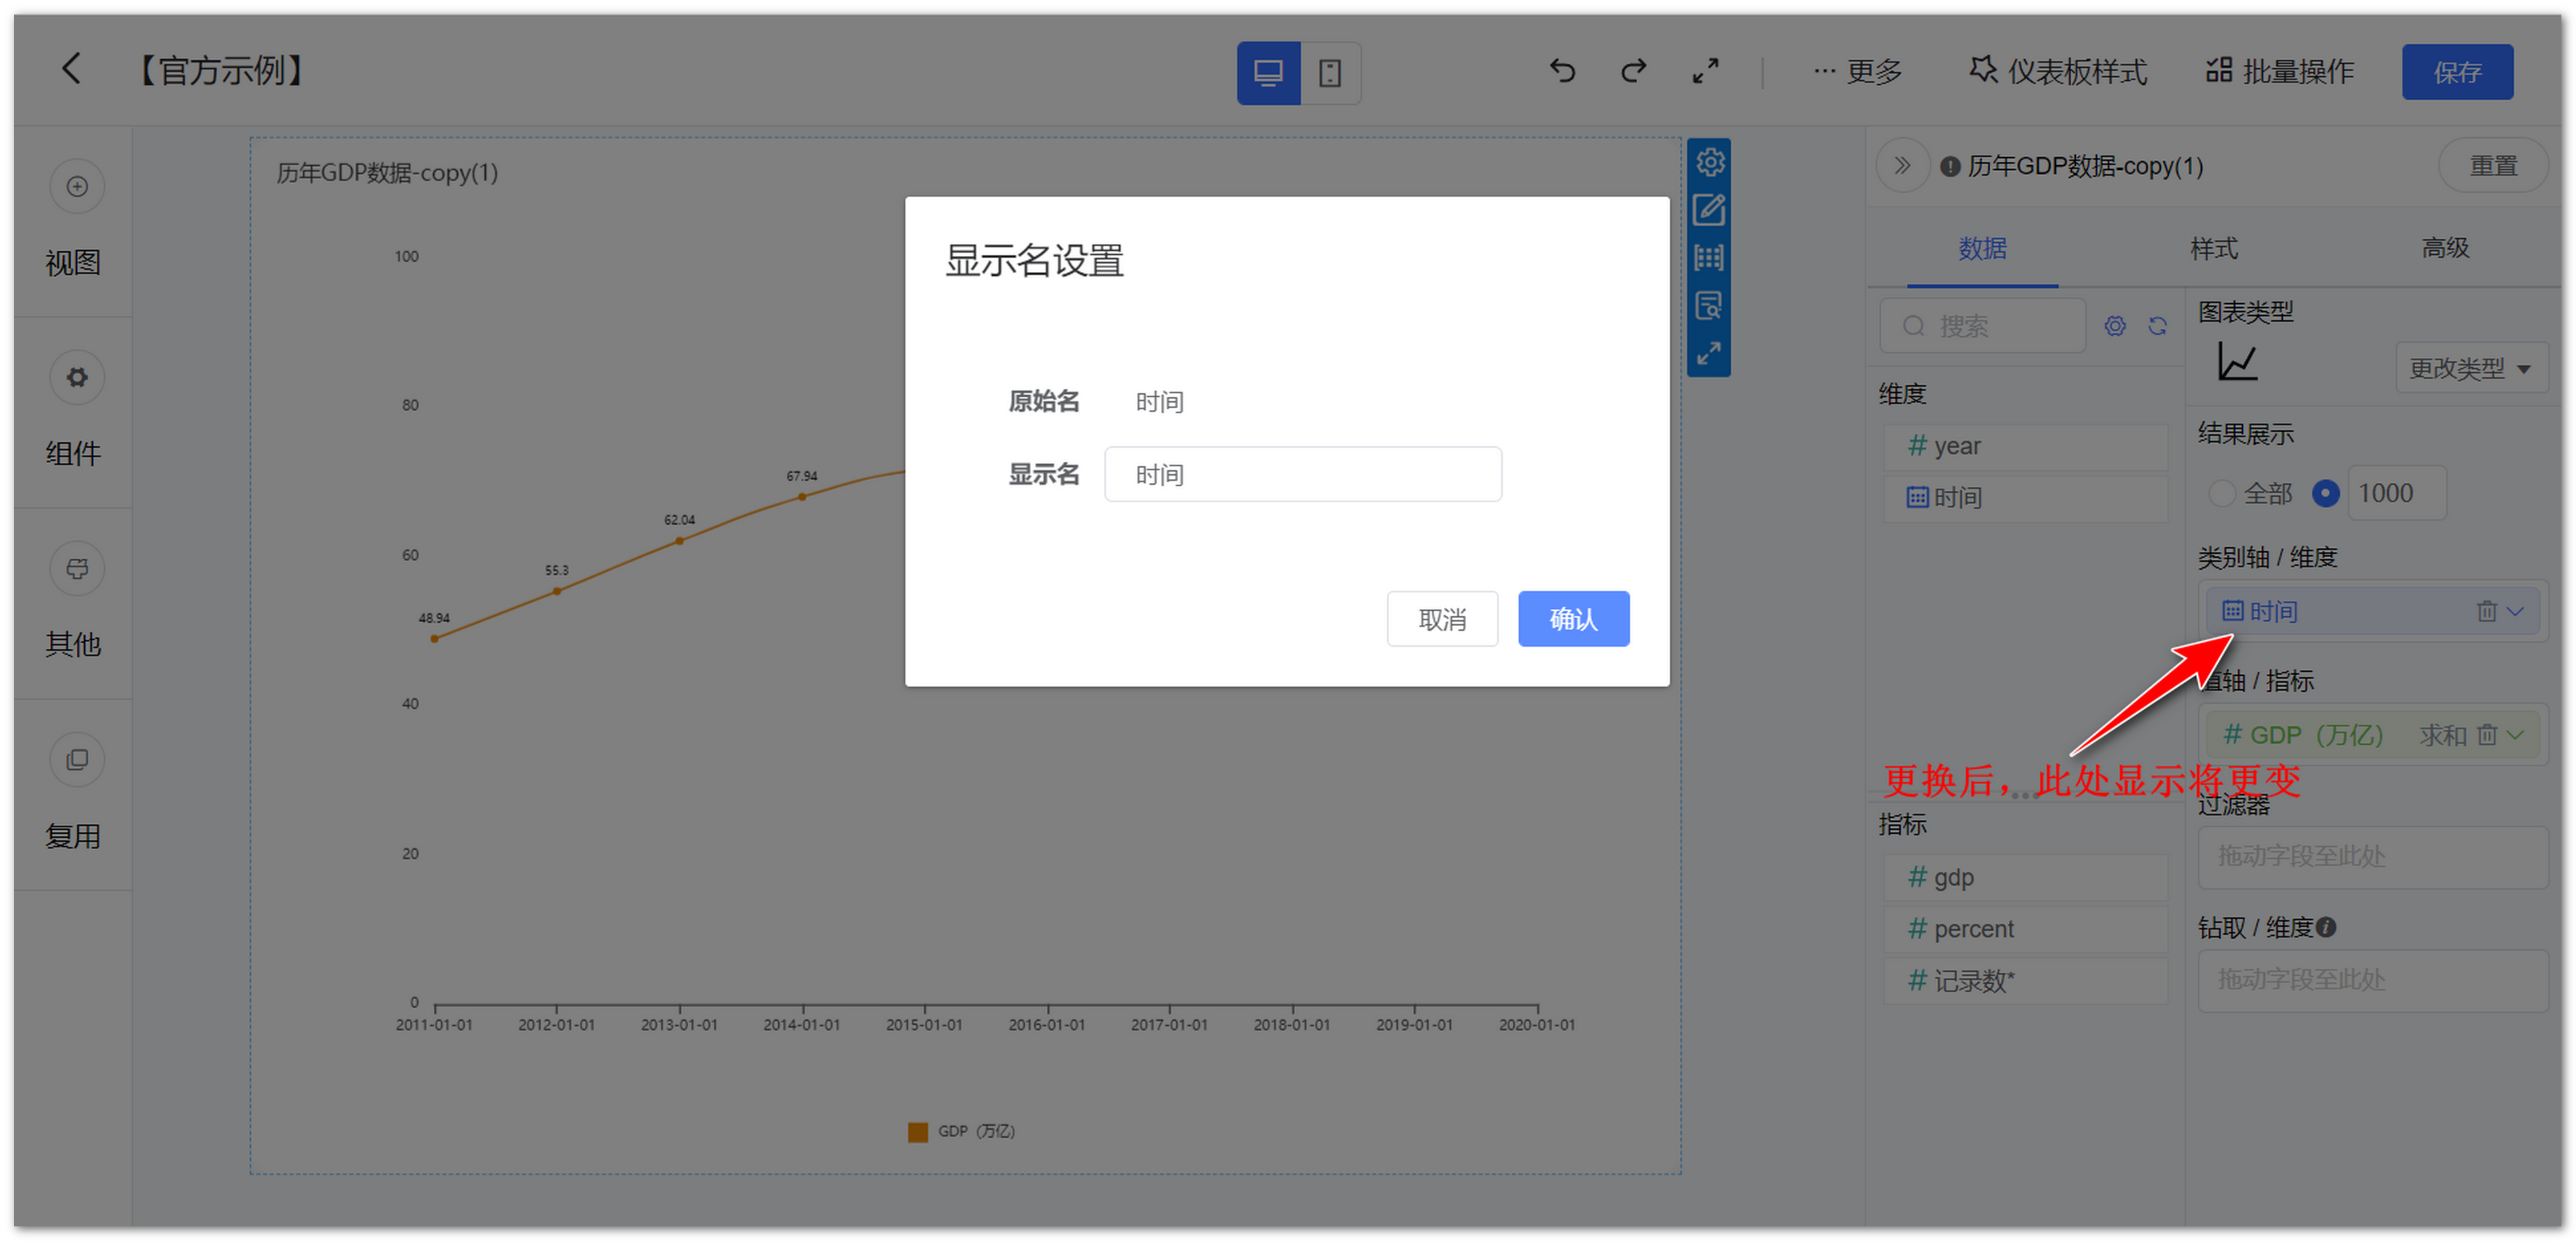 【官方示例】
更多
仪表板样式
批量操作
保存
视图
组件
其他
复用
历年GDP数据-copy(1)
100
80
60
40
20
0
48.94
55.3
62.04
67.94
2011-01-01
2012-01-01
2013-01-01
2014-01-01
2015-01-01
2016-01-01
2017-01-01
2018-01-01
2019-01-01
2020-01-01
GDP（万亿）
显示名设置
原始名 时间
显示名 时间
取消
确认
历年GDP数据-copy(1)
重置
数据
样式
高级
搜索
维度
year
时间
指标
gdp
percent
记录数*
图表类型
更改类型
结果展示
全部
1000
类别轴 / 维度
时间
值轴 / 指标
GDP（万亿） 求和
更换后，此处显示将更变
过滤器
拖动字段至此处
钻取 / 维度
拖动字段至此处